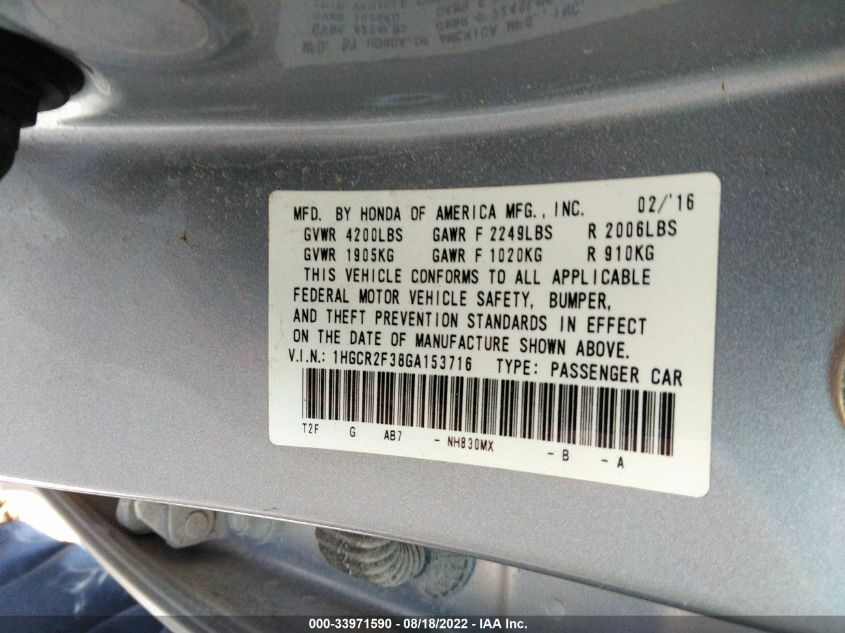 MFD. BY HONDA OF AMERICA MFG., INC. 02/'16
GVWR 4200LBS GAWR F 2249LBS R 2006LBS
GVWR 1905KG GAWR F 1020KG R 910KG
THIS VEHICLE CONFORMS TO ALL APPLICABLE
FEDERAL MOTOR VEHICLE SAFETY, BUMPER,
AND THEFT PREVENTION STANDARDS IN EFFECT
ON THE DATE OF MANUFACTURE SHOWN ABOVE.
V.I.N.: 1HGCR2F38GA153716 TYPE: PASSENGER CAR
T2F G AB7 - NH830MX - B - A
000-33971590 - 08/18/2022 - IAA Inc.